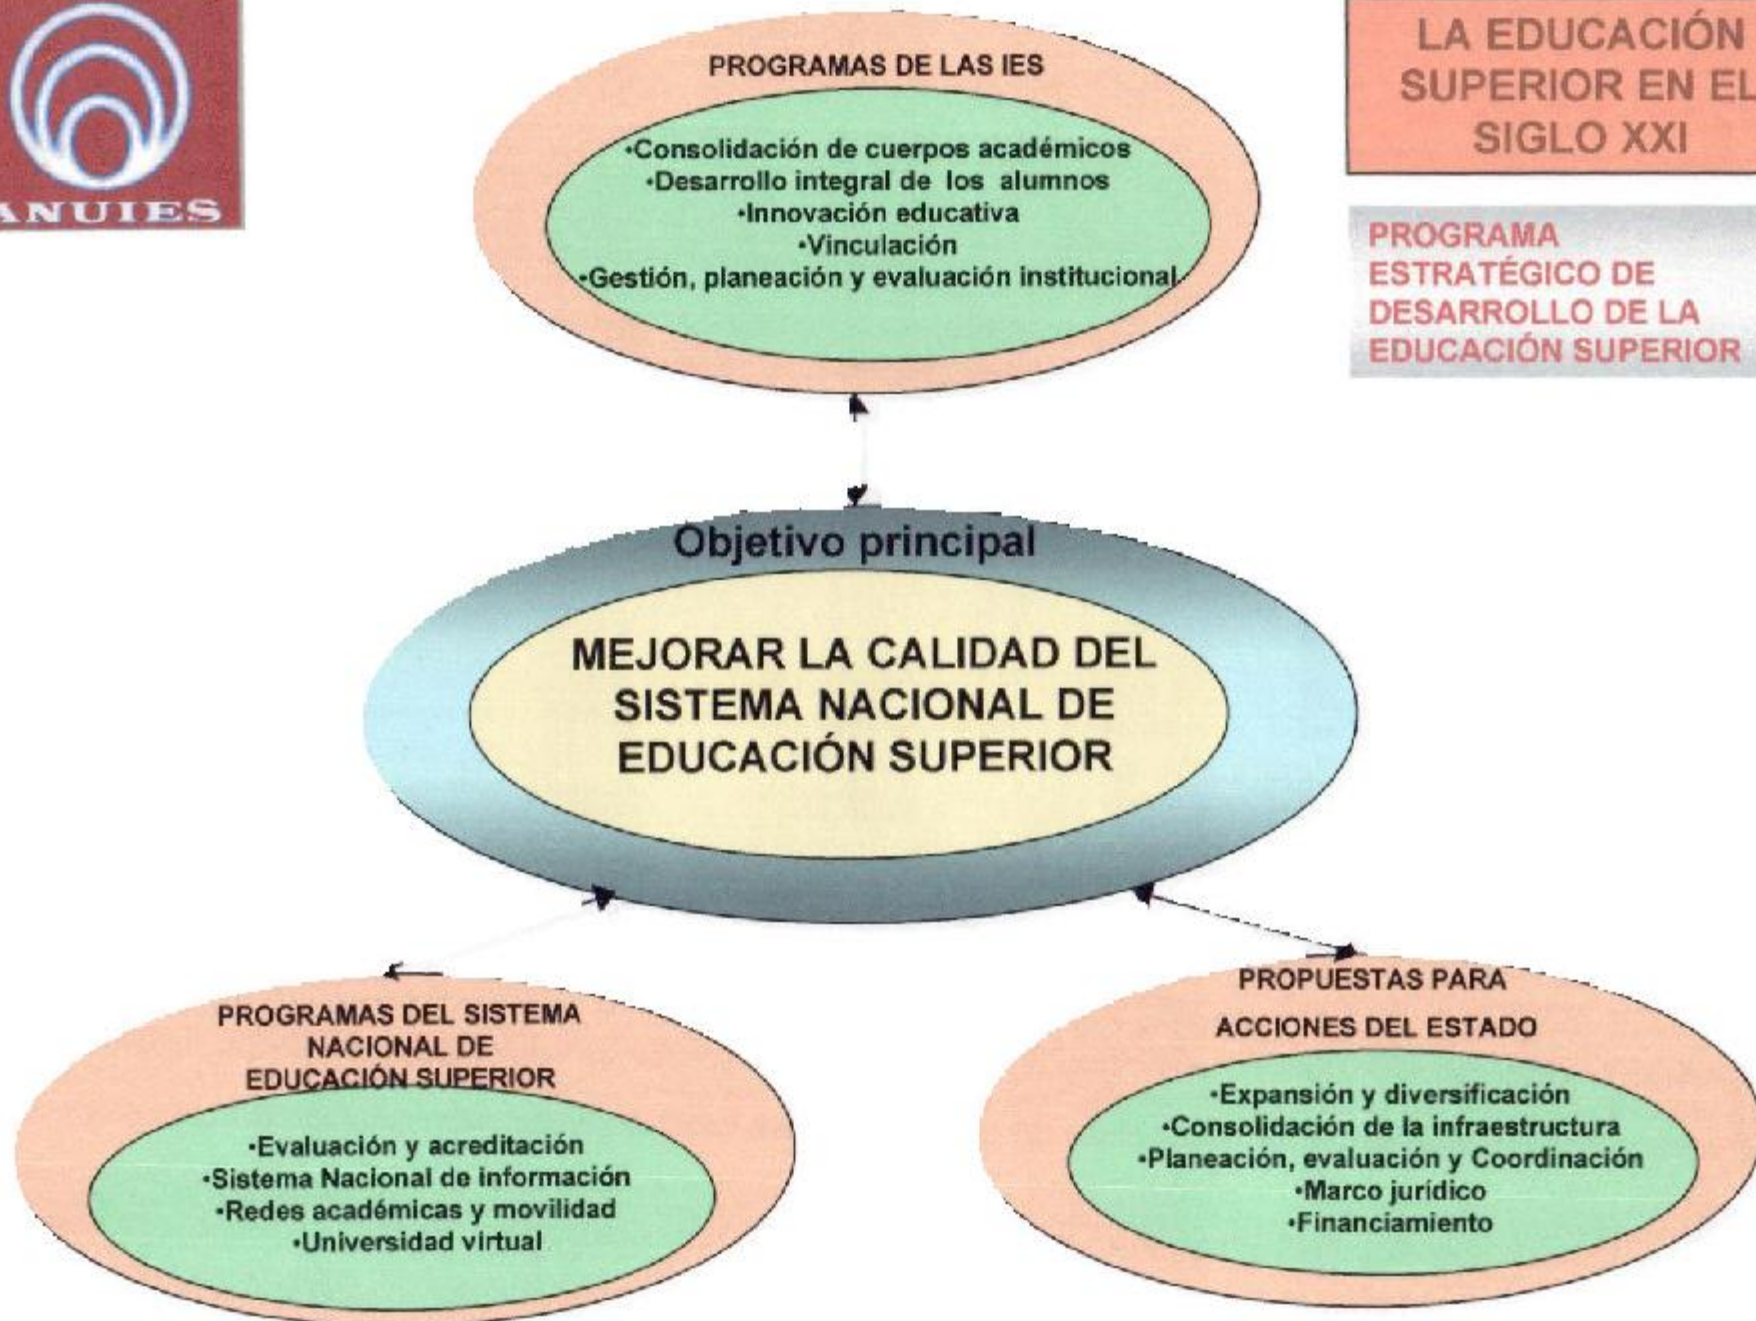 ANUIES
LA EDUCACIÓN
SUPERIOR EN EL
SIGLO XXI
PROGRAMA
ESTRATÉGICO DE
DESARROLLO DE LA
EDUCACIÓN SUPERIOR
PROGRAMAS DE LAS IES
•Consolidación de cuerpos académicos
•Desarrollo integral de los alumnos
•Innovación educativa
•Vinculación
•Gestión, planeación y evaluación institucional
Objetivo principal
MEJORAR LA CALIDAD DEL
SISTEMA NACIONAL DE
EDUCACIÓN SUPERIOR
PROGRAMAS DEL SISTEMA
NACIONAL DE
EDUCACIÓN SUPERIOR
•Evaluación y acreditación
•Sistema Nacional de información
•Redes académicas y movilidad
•Universidad virtual
PROPUESTAS PARA
ACCIONES DEL ESTADO
•Expansión y diversificación
•Consolidación de la infraestructura
•Planeación, evaluación y Coordinación
•Marco jurídico
•Financiamiento